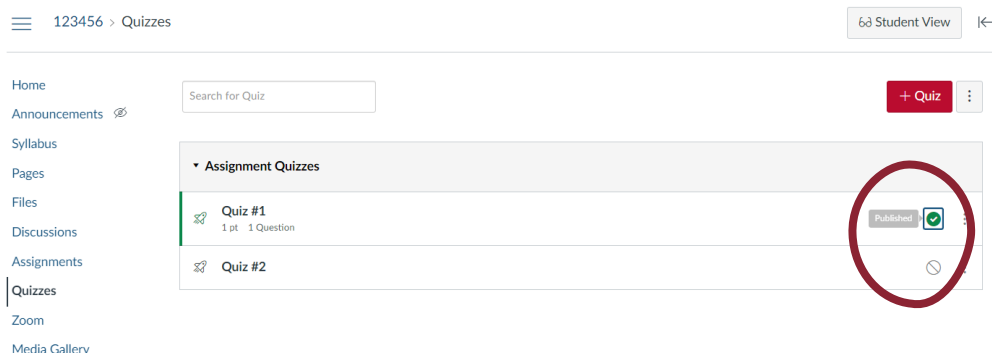 123456 > Quizzes
Student View
Home
Announcements
Syllabus
Pages
Files
Discussions
Assignments
Quizzes
Zoom
Media Gallery
Search for Quiz
+ Quiz
Assignment Quizzes
Quiz #1
1 pt 1 Question
Published
Quiz #2